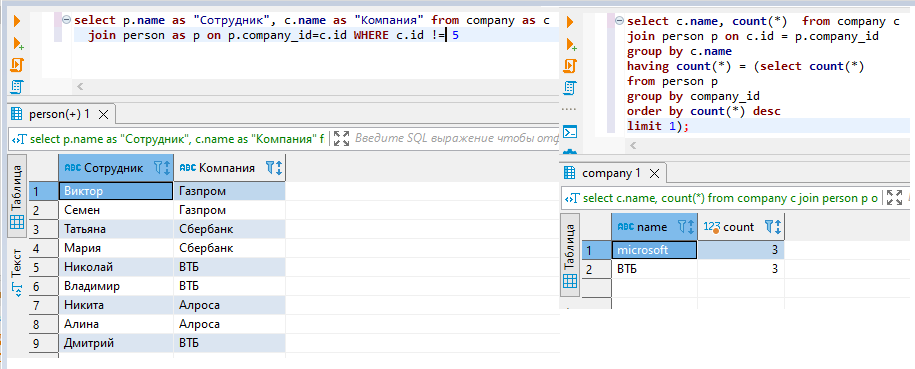 select p.name as "Сотрудник", c.name as "Компания" from company as c
join person as p on p.company_id=c.id WHERE c.id != 5
person(+) 1
select p.name as "Сотрудник", c.name as "Компания" f
Введите SQL выражение чтобы отф
Таблица
Текст
Сотрудник Компания
1 Виктор Газпром
2 Семен Газпром
3 Татьяна Сбербанк
4 Мария Сбербанк
5 Николай ВТБ
6 Владимир ВТБ
7 Никита Алроса
8 Алина Алроса
9 Дмитрий ВТБ
select c.name, count(*) from company c
join person p on c.id = p.company_id
group by c.name
having count(*) = (select count(*)
from person p
group by company_id
order by count(*) desc
limit 1);
company 1
select c.name, count(*) from company c join person p o
Таблица
name count
1 microsoft 3
2 ВТБ 3